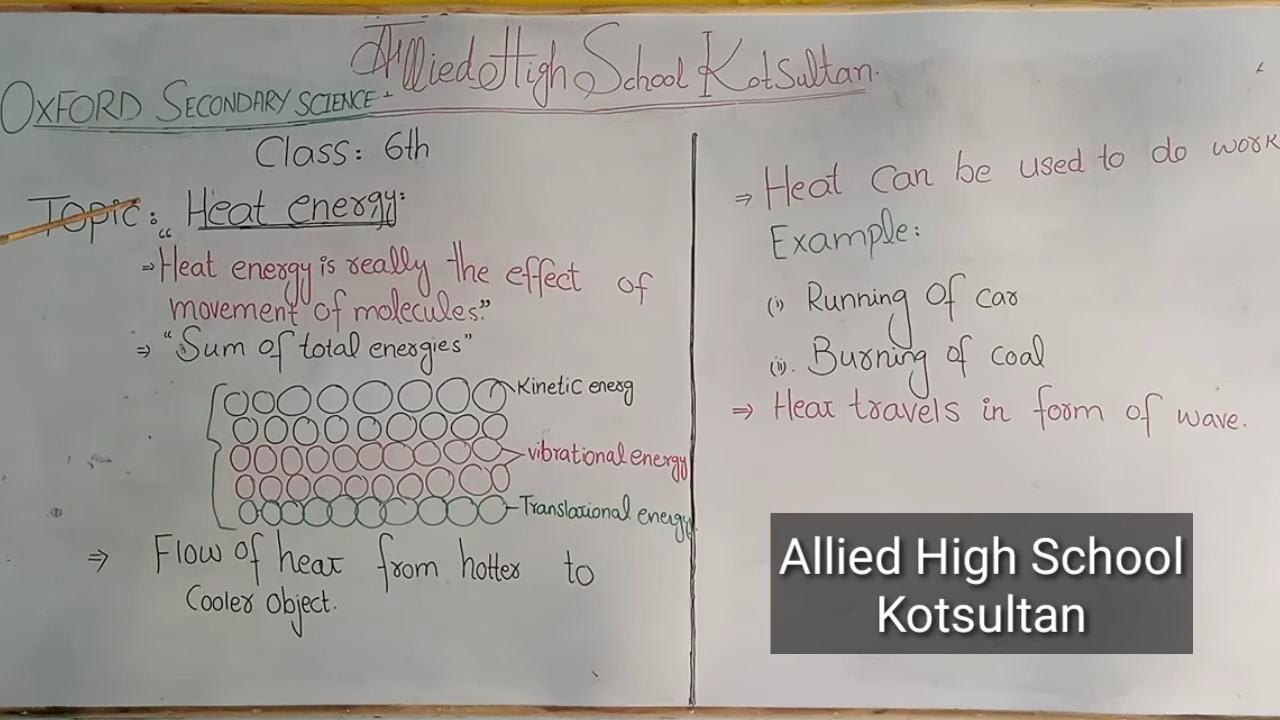 Allied High School Kotsultan.
OXFORD SECONDARY SCIENCE
Class: 6th
Topic: Heat energy:
⇒ "Heat energy is really the effect of
movement of molecules."
⇒ "Sum of total energies"
Kinetic energ
vibrational energy
Translational energy
⇒ Flow of heat from hotter to
Cooler object.
⇒ Heat can be used to do work
Example:
(i) Running of car
(ii). Burning of coal
⇒ Heat travels in form of wave.
Allied High School
Kotsultan